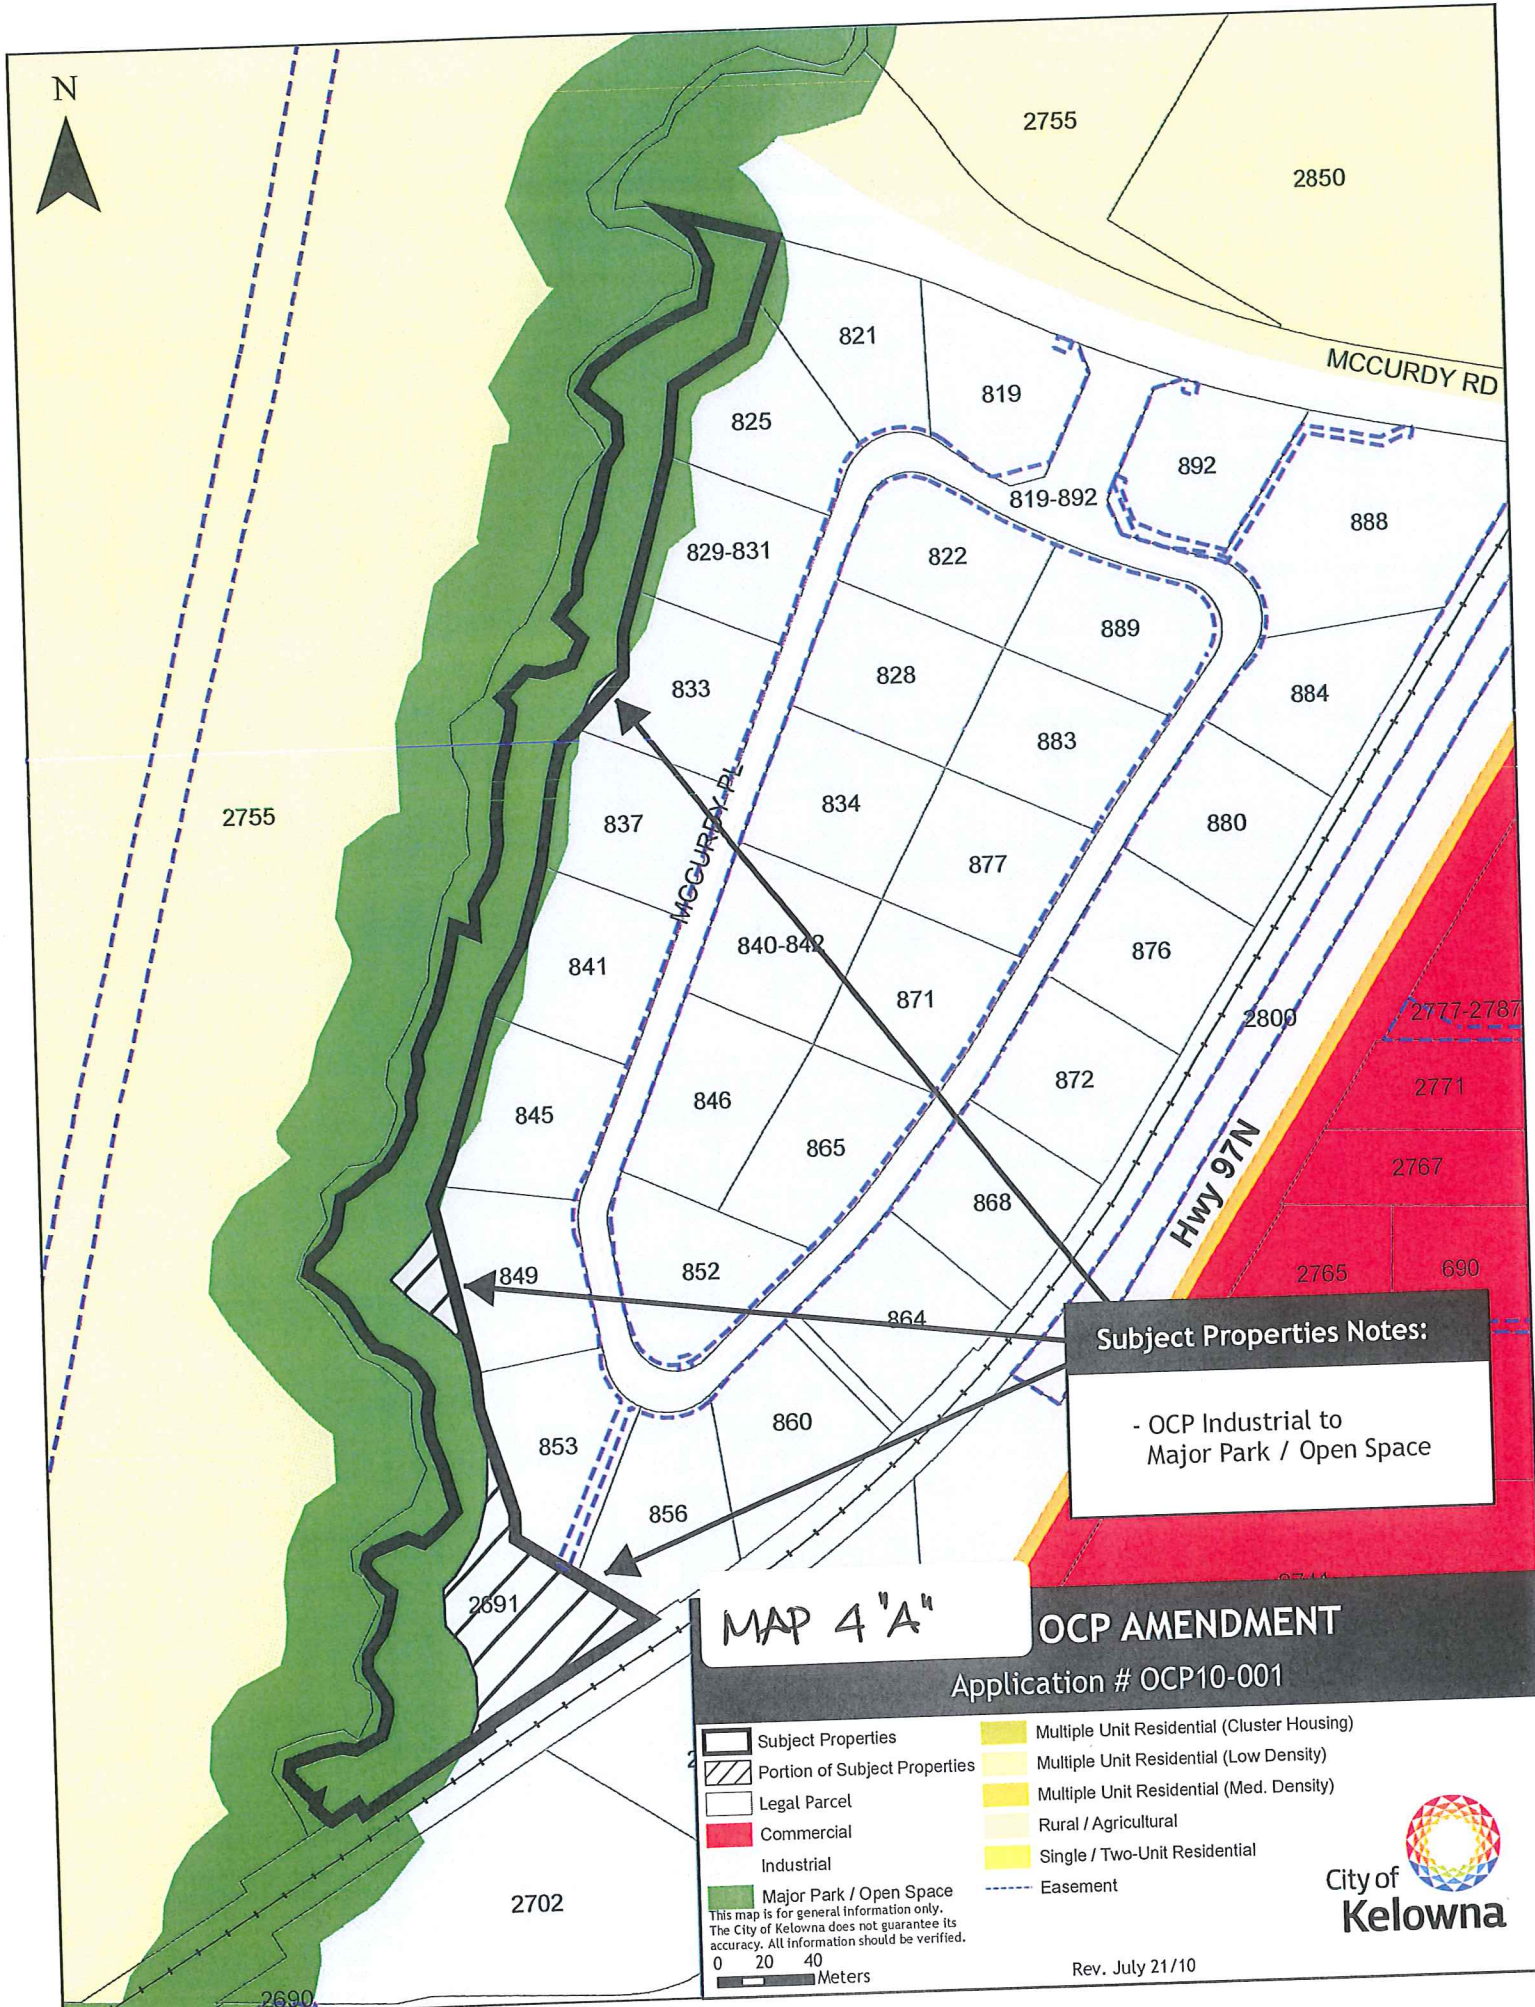 N
2755
2850
MCCURDY RD
821
819
825
892
819-892
888
829-831
822
889
833
828
884
883
2755
837
MCCURDY PL
834
880
877
841
840-842
876
871
2800
2777-2787
845
846
872
2771
865
2767
Hwy 97N
868
849
852
2765
690
864
Subject Properties Notes:
- OCP Industrial to
Major Park / Open Space
853
860
856
2691
MAP 4 "A"
OCP AMENDMENT
Application # OCP10-001
Subject Properties
Portion of Subject Properties
Legal Parcel
Commercial
Industrial
Major Park / Open Space
Multiple Unit Residential (Cluster Housing)
Multiple Unit Residential (Low Density)
Multiple Unit Residential (Med. Density)
Rural / Agricultural
Single / Two-Unit Residential
Easement
This map is for general information only.
The City of Kelowna does not guarantee its
accuracy. All information should be verified.
0 20 40
Meters
Rev. July 21/10
City of
Kelowna
2702
2690